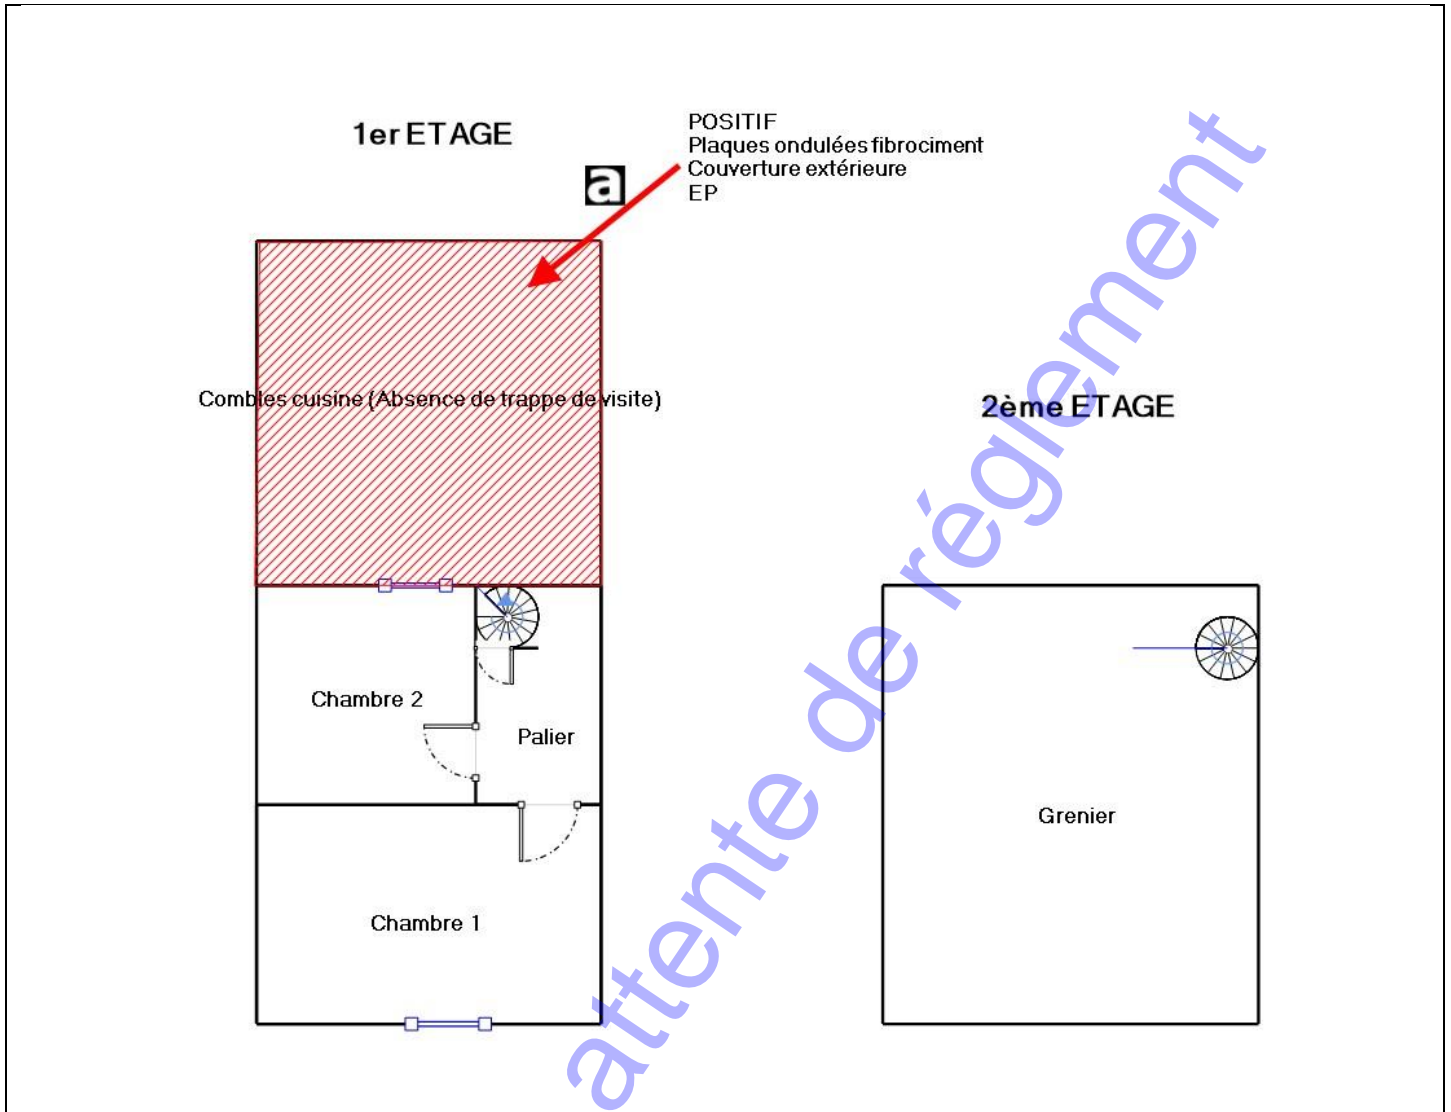 1er ETAGE
POSITIF
Plaques ondulées fibrociment
Couverture extérieure
EP
a
Combles cuisine (Absence de trappe de visite)
2ème ETAGE
Chambre 2
Palier
Grenier
Chambre 1
attente de réglement